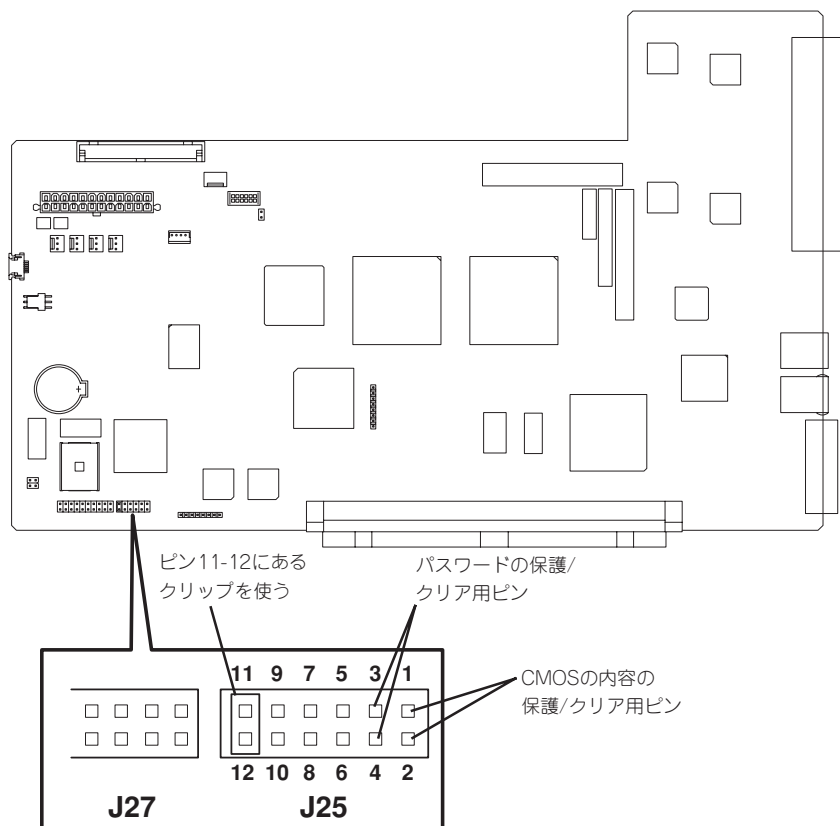 ピン11-12にある
クリップを使う
パスワードの保護/
クリア用ピン
11 9 7 5 3 1
CMOSの内容の
保護/クリア用ピン
12 10 8 6 4 2
J27 J25